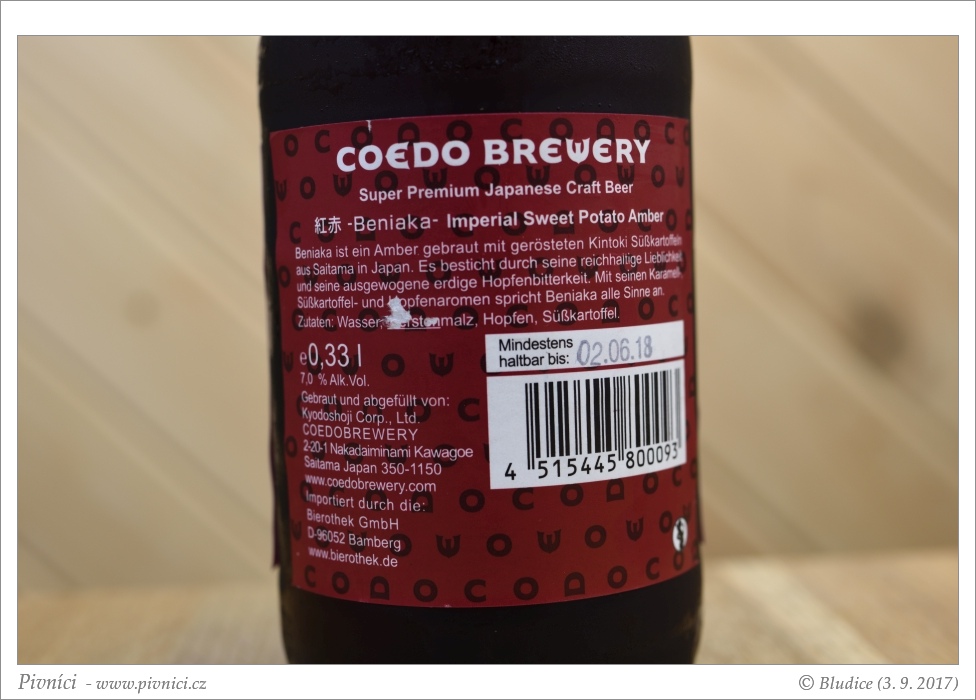 COEDO BREWERY
Super Premium Japanese Craft Beer
紅赤 -Beniaka- Imperial Sweet Potato Amber
Beniaka ist ein Amber gebraut mit gerösteten Kintoki Süßkartoffeln
aus Saitama in Japan. Es besticht durch seine reichhaltige Lieblichkeit
und seine ausgewogene erdige Hopfenbitterkeit. Mit seinen Karamell-,
Süßkartoffel- und Hopfenaromen spricht Beniaka alle Sinne an.
Zutaten: Wasser, Gerstenmalz, Hopfen, Süßkartoffel.
e0,33 l
7,0 % Alk.Vol.
Gebraut und abgefüllt von:
Kyodoshoji Corp., Ltd.
COEDOBREWERY
2-20-1 Nakadaiminami Kawagoe
Saitama Japan 350-1150
www.coedobrewery.com
Importiert durch die:
Bierothek GmbH
D-96052 Bamberg
www.bierothek.de
Mindestens
haltbar bis: 02.06.18
4 515445 800093
Pivníci - www.pivnici.cz
© Bludice (3. 9. 2017)